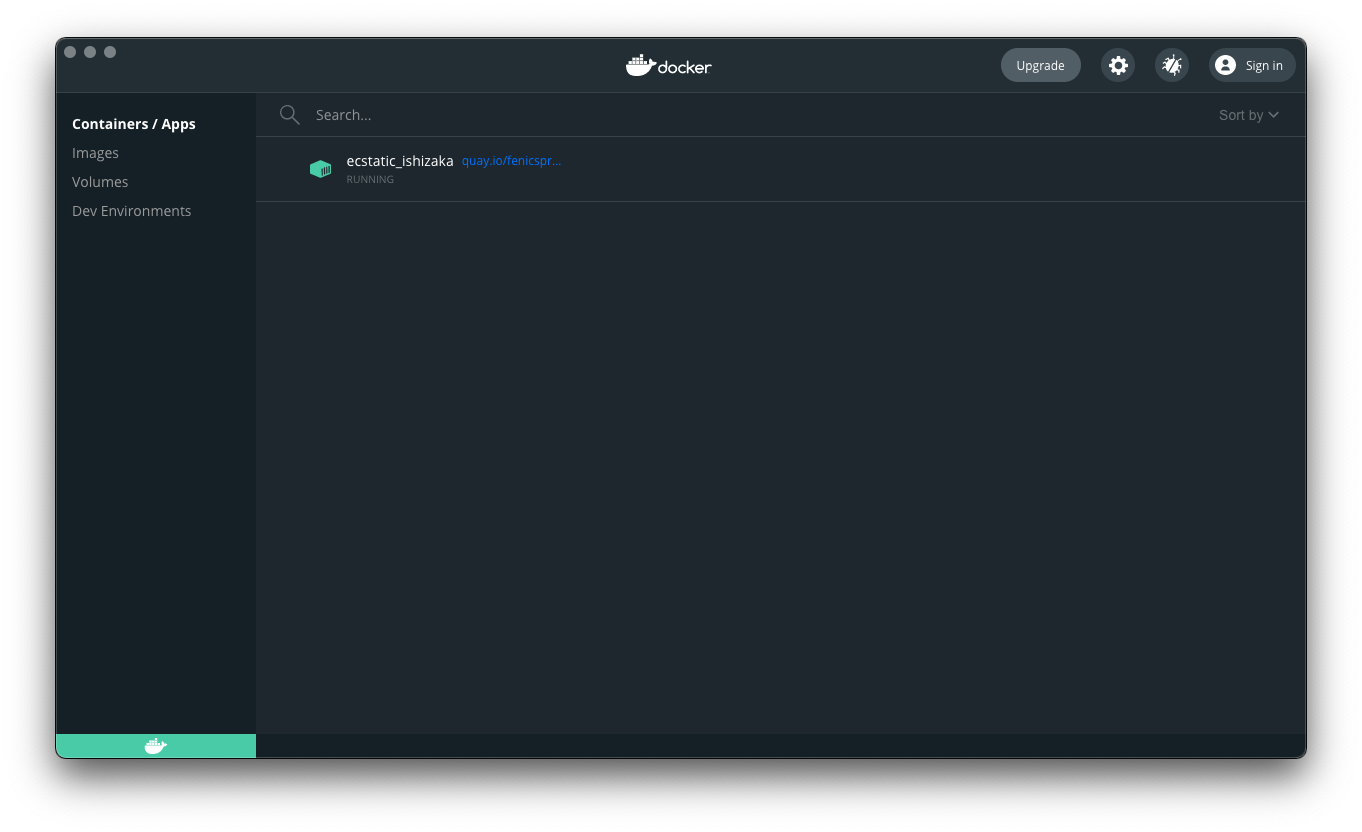 docker
Upgrade
Sign in
Containers / Apps
Images
Volumes
Dev Environments
Search...
Sort by
ecstatic_ishizaka quay.io/fenicspr...
RUNNING